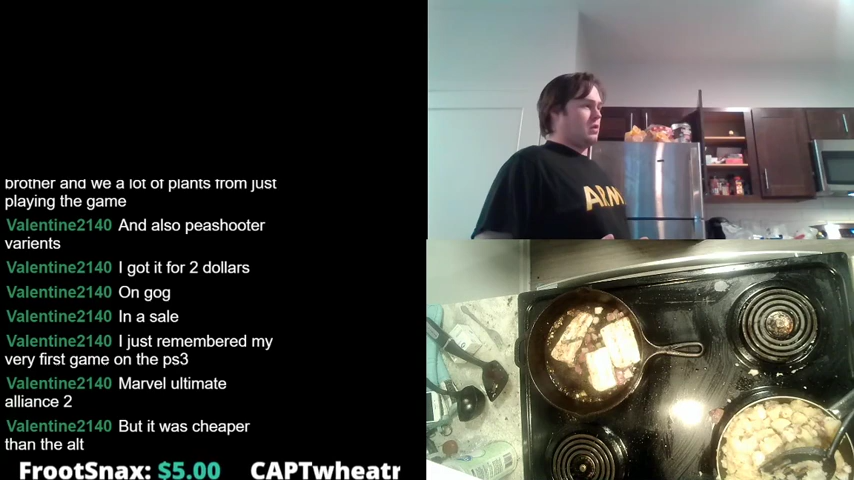 brother and we a lot of plants from just
playing the game
Valentine2140 And also peashooter
varients
Valentine2140 I got it for 2 dollars
Valentine2140 On gog
Valentine2140 In a sale
Valentine2140 I just remembered my
very first game on the ps3
Valentine2140 Marvel ultimate
alliance 2
Valentine2140 But it was cheaper
than the alt
FrootSnax: $5.00 CAPTwheatr
ARM